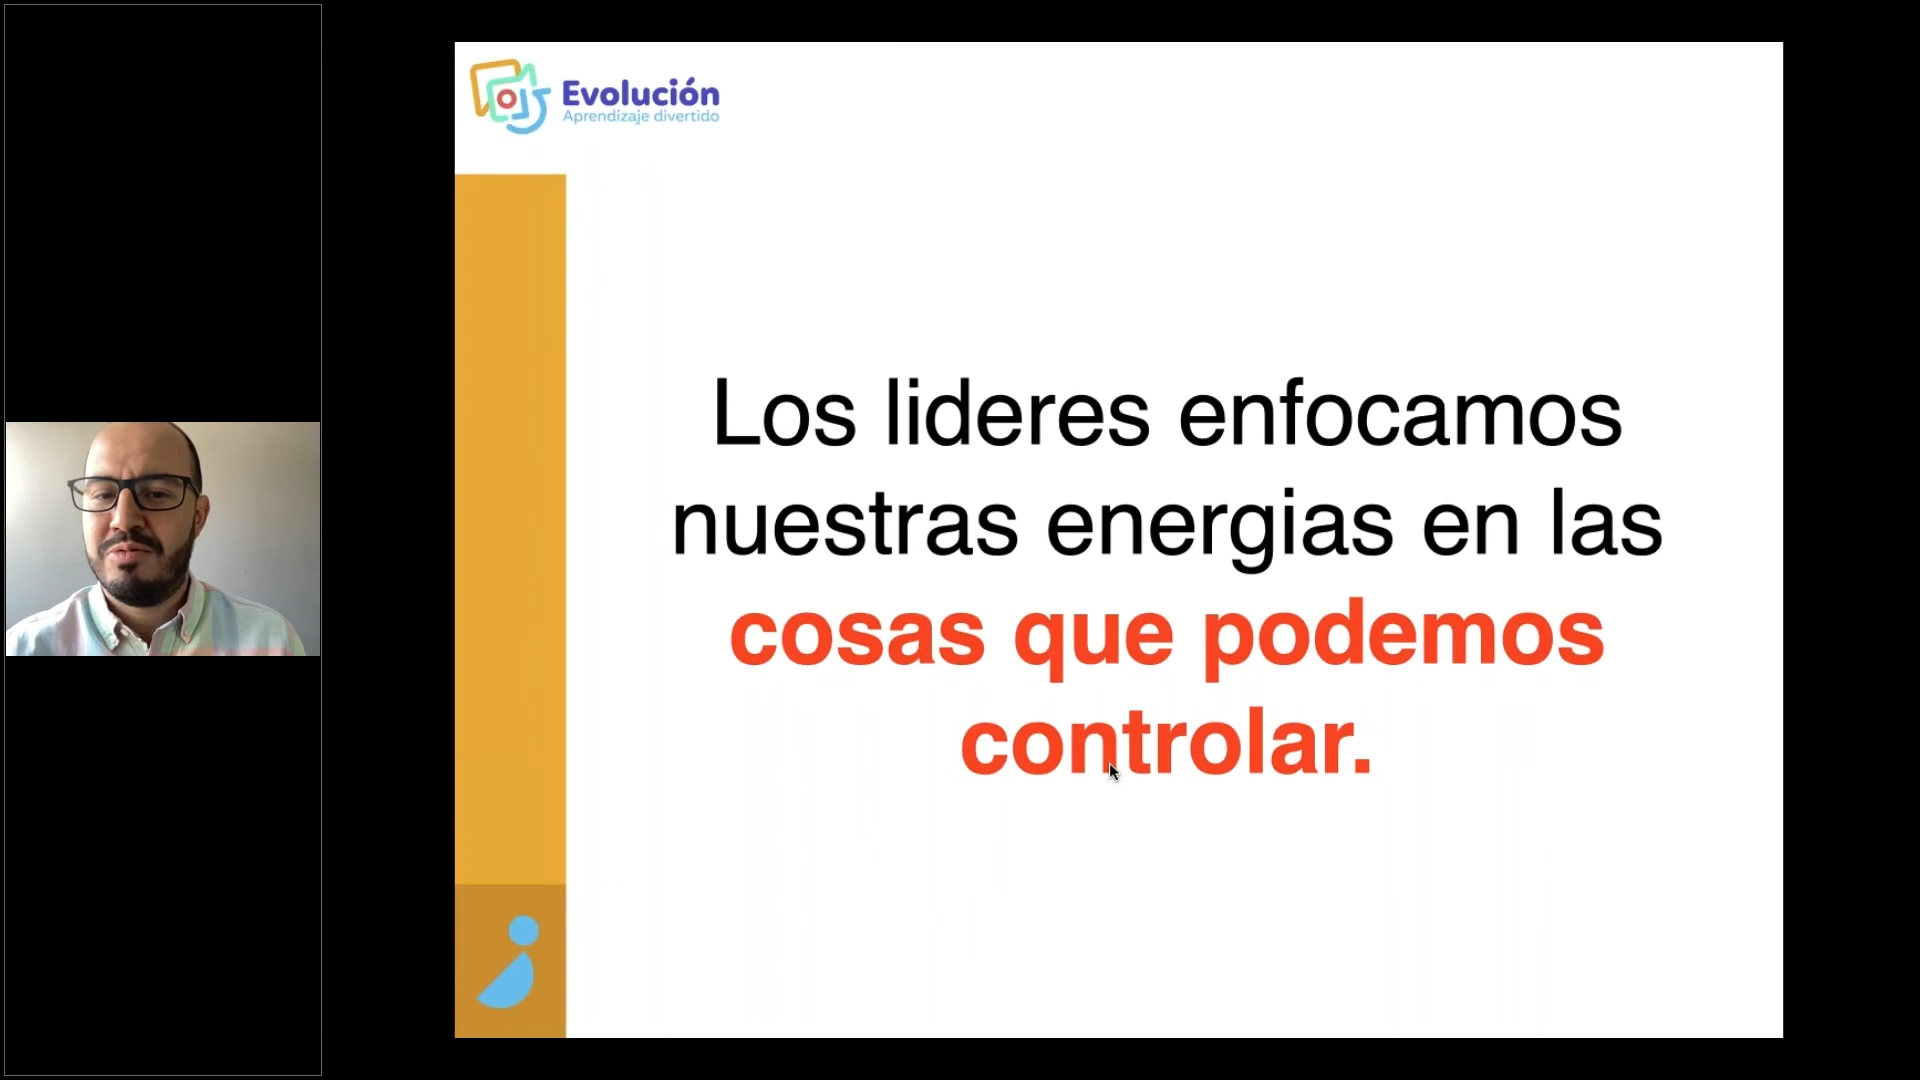 Evolución
Aprendizaje divertido
Los lideres enfocamos
nuestras energias en las
cosas que podemos
controlar.